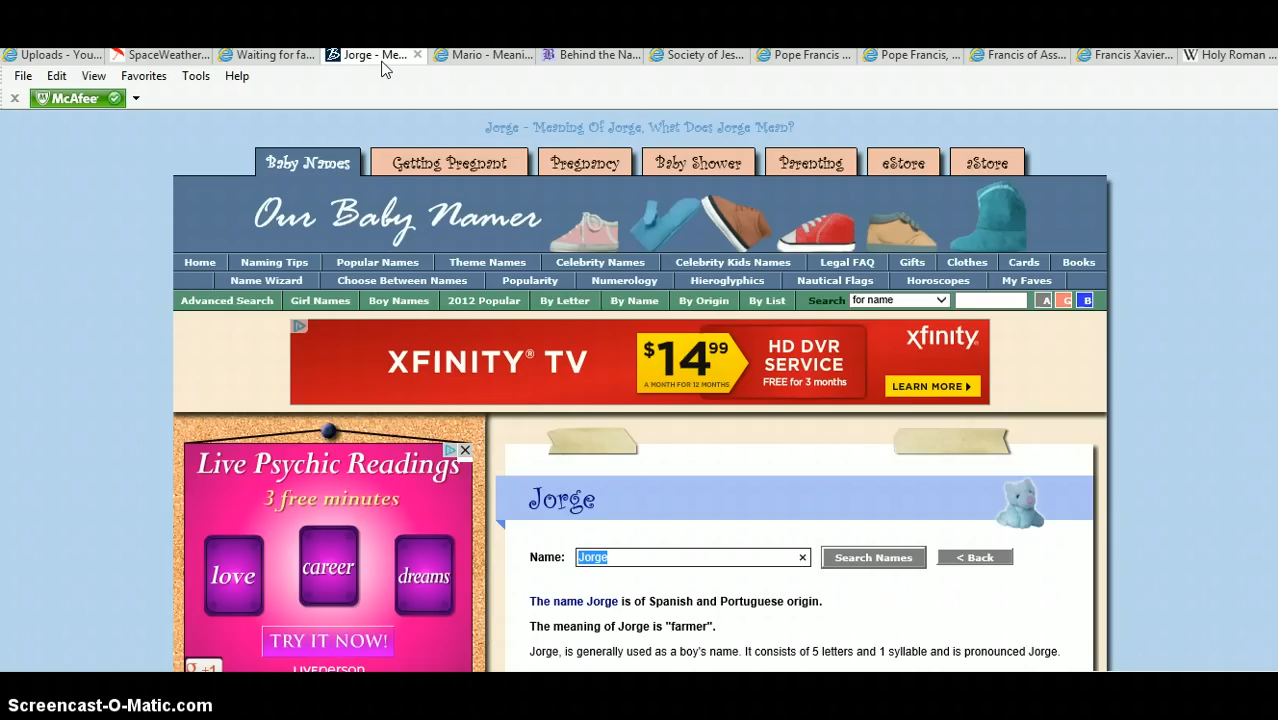 Uploads - You... SpaceWeather... Waiting for fa... Jorge - Me... Mario - Meani... Behind the Na... Society of Jes... Pope Francis ... Pope Francis, ... Francis of Ass... Francis Xavier... Holy Roman ...
File Edit View Favorites Tools Help
x McAfee
Jorge - Meaning Of Jorge, What Does Jorge Mean?
Baby Names Getting Pregnant Pregnancy Baby Shower Parenting eStore aStore
Our Baby Namer
Home Naming Tips Popular Names Theme Names Celebrity Names Celebrity Kids Names Legal FAQ Gifts Clothes Cards Books
Name Wizard Choose Between Names Popularity Numerology Hieroglyphics Nautical Flags Horoscopes My Faves
Advanced Search Girl Names Boy Names 2012 Popular By Letter By Name By Origin By List Search for name A G B
XFINITY® TV
$14.99
A MONTH FOR 12 MONTHS
HD DVR
SERVICE
FREE for 3 months
xfinity
LEARN MORE
Live Psychic Readings
3 free minutes
love career dreams
TRY IT NOW!
LIVEperson
g +1
Jorge
Name: Jorge × Search Names < Back
The name Jorge is of Spanish and Portuguese origin.
The meaning of Jorge is "farmer".
Jorge, is generally used as a boy's name. It consists of 5 letters and 1 syllable and is pronounced Jorge.
Screencast-O-Matic.com